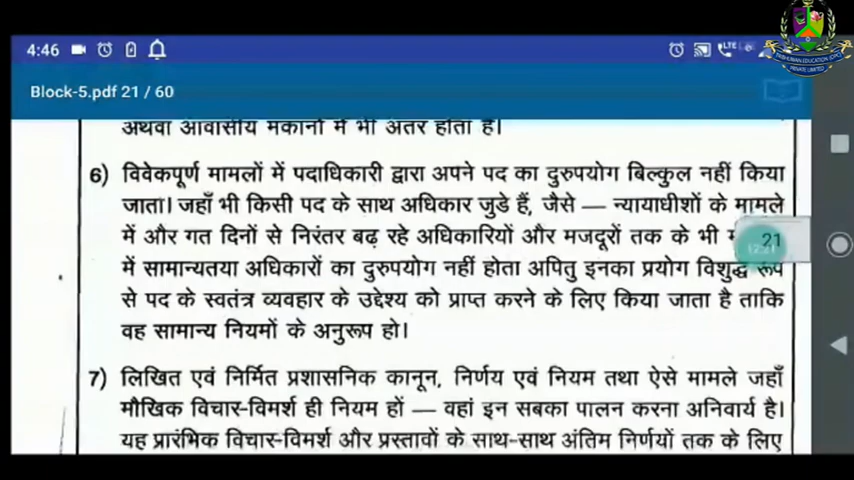 4:46
LTE
Block-5.pdf 21 / 60
अथवा आवासीय मकानों में भी अंतर होता है।
6) विवेकपूर्ण मामलों में पदाधिकारी द्वारा अपने पद का दुरुपयोग बिल्कुल नहीं किया
जाता। जहाँ भी किसी पद के साथ अधिकार जुडे हैं, जैसे — न्यायाधीशों के मामले
में और गत दिनों से निरंतर बढ़ रहे अधिकारियों और मजदूरों तक के भी
21
में सामान्यतया अधिकारों का दुरुपयोग नहीं होता अपितु इनका प्रयोग विशुद्ध रूप
से पद के स्वतंत्र व्यवहार के उद्देश्य को प्राप्त करने के लिए किया जाता है ताकि
वह सामान्य नियमों के अनुरूप हो।
7) लिखित एवं निर्मित प्रशासनिक कानून, निर्णय एवं नियम तथा ऐसे मामले जहाँ
मौखिक विचार-विमर्श ही नियम हों — वहां इन सबका पालन करना अनिवार्य है।
यह प्रारंभिक विचार-विमर्श और प्रस्तावों के साथ-साथ अंतिम निर्णयों तक के लिए